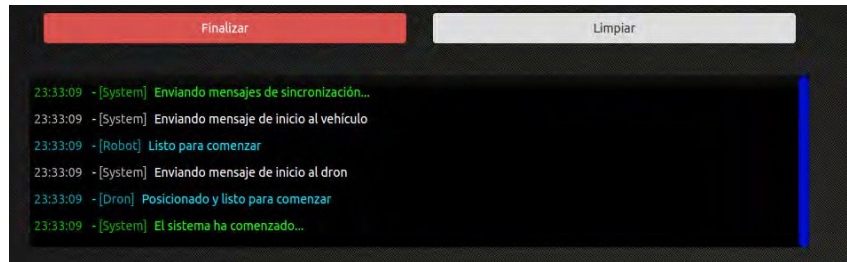 Finalizar
Limpiar
23:33:09 - [System] Enviando mensajes de sincronización...
23:33:09 - [System] Enviando mensaje de inicio al vehículo
23:33:09 - [Robot] Listo para comenzar
23:33:09 - [System] Enviando mensaje de inicio al dron
23:33:09 - [Dron] Posicionado y listo para comenzar
23:33:09 - [System] El sistema ha comenzado...